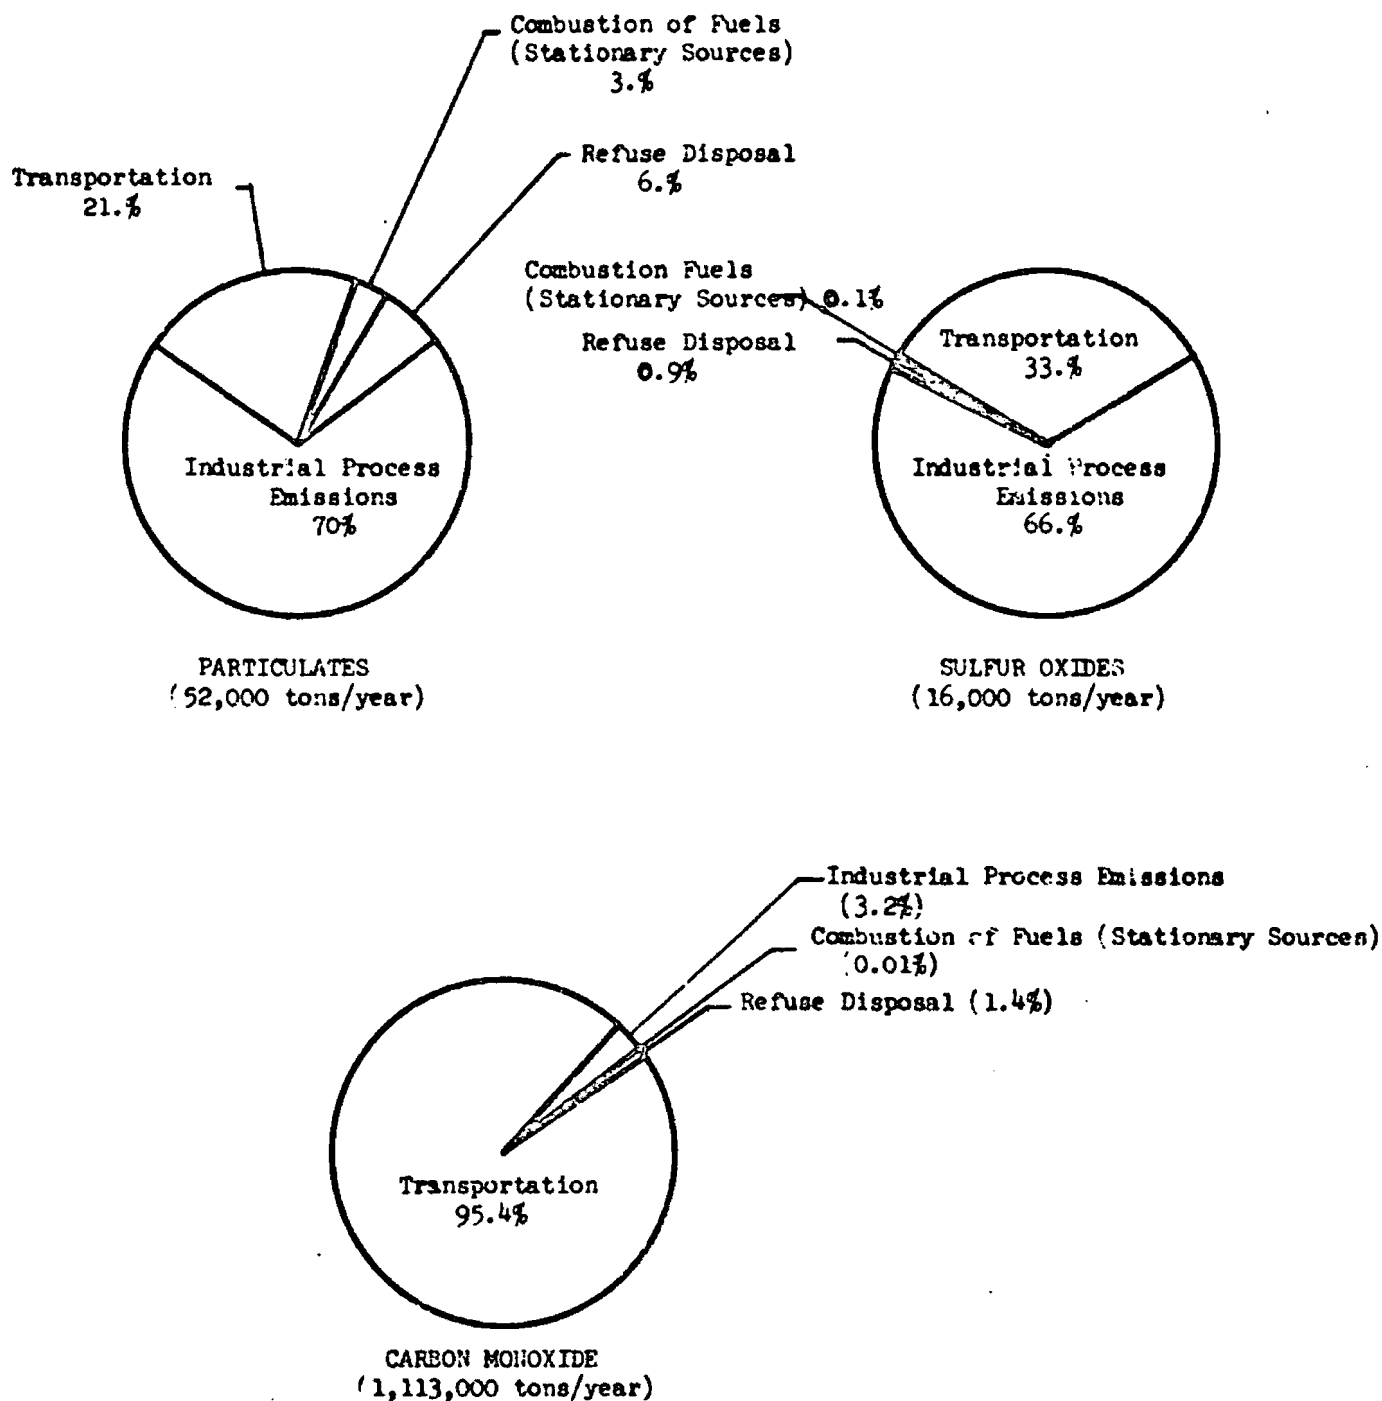 Combustion of Fuels
(Stationary Sources)
3.%
Refuse Disposal
6.%
Transportation
21.%
Industrial Process
Emissions
70%
PARTICULATES
(52,000 tons/year)
Combustion Fuels
(Stationary Sources) 0.1%
Refuse Disposal
0.9%
Transportation
33.%
Industrial Process
Emissions
66.%
SULFUR OXIDES
(16,000 tons/year)
Industrial Process Emissions
(3.2%)
Combustion of Fuels (Stationary Sources)
(0.01%)
Refuse Disposal (1.4%)
Transportation
95.4%
CARBON MONOXIDE
(1,113,000 tons/year)